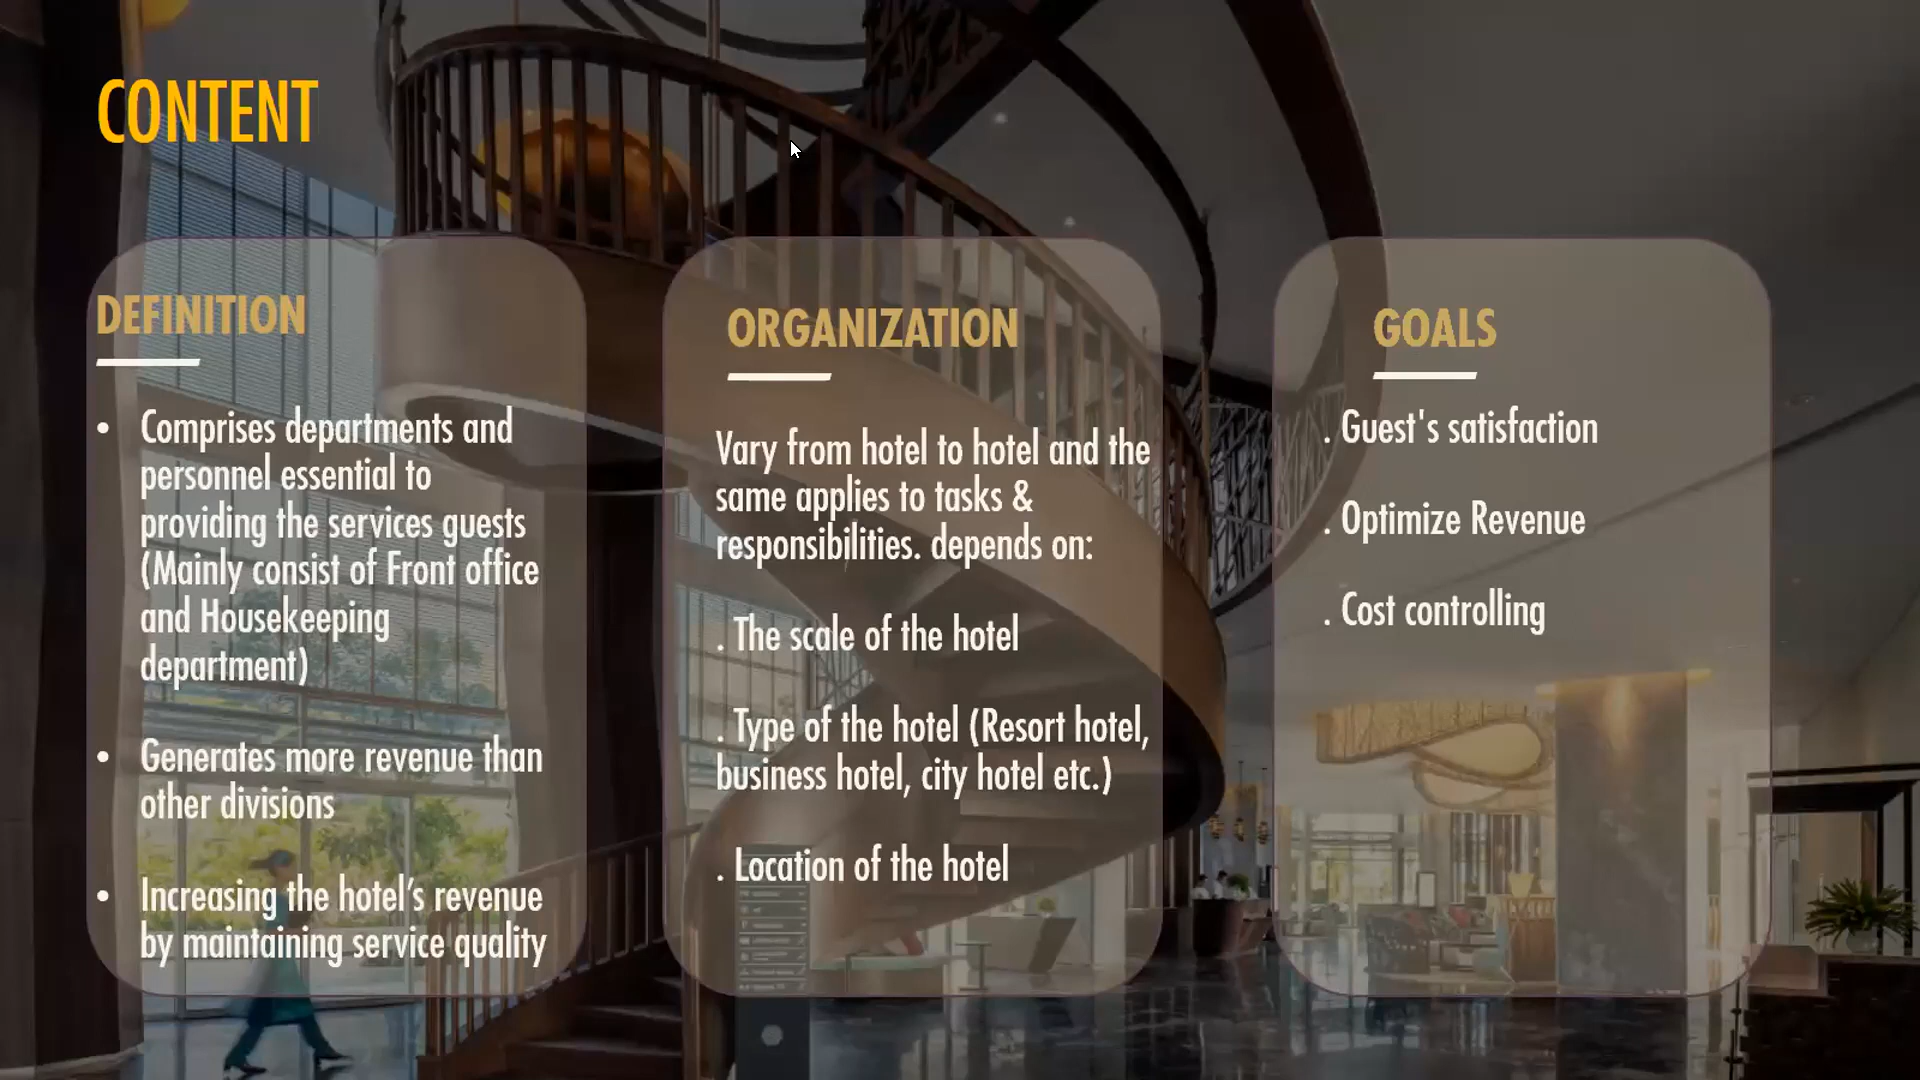 CONTENT
DEFINITION
• Comprises departments and
personnel essential to
providing the services guests
(Mainly consist of Front office
and Housekeeping
department)
• Generates more revenue than
other divisions
• Increasing the hotel’s revenue
by maintaining service quality
ORGANIZATION
Vary from hotel to hotel and the
same applies to tasks &
responsibilities. depends on:
. The scale of the hotel
. Type of the hotel (Resort hotel,
business hotel, city hotel etc.)
. Location of the hotel
GOALS
. Guest's satisfaction
. Optimize Revenue
. Cost controlling